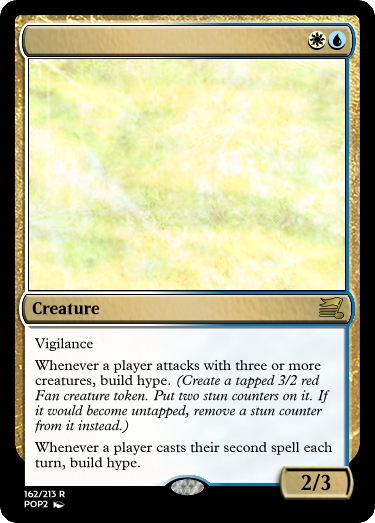 Creature
Vigilance
Whenever a player attacks with three or more
creatures, build hype. (Create a tapped 3/2 red
Fan creature token. Put two stun counters on it. If
it would become untapped, remove a stun counter
from it instead.)
Whenever a player casts their second spell each
turn, build hype.
2/3
162/213 R
POP2